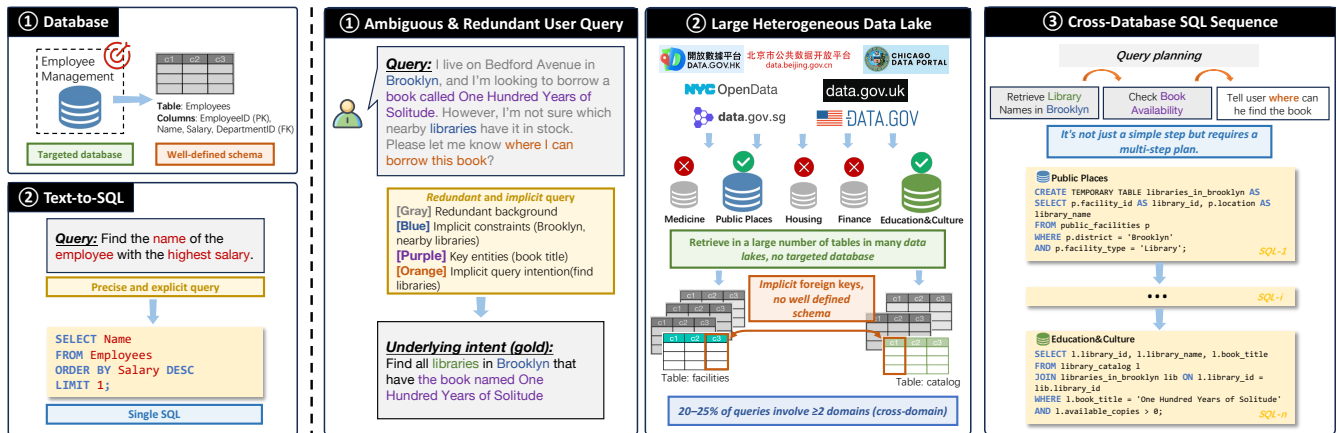 ① Database
Employee
Management
c1 c2 c3
Table: Employees
Columns: EmployeeID (PK),
Name, Salary, DepartmentID (FK)
Targeted database
Well-defined schema
② Text-to-SQL
Query: Find the name of the
employee with the highest salary.
Precise and explicit query
SELECT Name
FROM Employees
ORDER BY Salary DESC
LIMIT 1;
Single SQL
① Ambiguous & Redundant User Query
Query: I live on Bedford Avenue in
Brooklyn, and I'm looking to borrow a
book called One Hundred Years of
Solitude. However, I'm not sure which
nearby libraries have it in stock.
Please let me know where I can
borrow this book?
Redundant and implicit query
[Gray] Redundant background
[Blue] Implicit constraints (Brooklyn,
nearby libraries)
[Purple] Key entities (book title)
[Orange] Implicit query intention(find
libraries)
Underlying intent (gold):
Find all libraries in Brooklyn that
have the book named One
Hundred Years of Solitude
② Large Heterogeneous Data Lake
開放數據平台
DATA.GOV.HK
北京市公共数据开放平台
data.beijing.gov.cn
CHICAGO
DATA PORTAL
NYC OpenData
data.gov.uk
data.gov.sg
DATA.GOV
Medicine
Public Places
Housing
Finance
Education&Culture
Retrieve in a large number of tables in many data
lakes, no targeted database
Implicit foreign keys,
no well defined
schema
c1 c2 c3
c1 c2 c3
c1 c2 c3
c1 c2 c3
Table: facilities
Table: catalog
20–25% of queries involve ≥2 domains (cross-domain)
③ Cross-Database SQL Sequence
Query planning
Retrieve Library
Names in Brooklyn
Check Book
Availability
Tell user where can
he find the book
It's not just a simple step but requires a
multi-step plan.
Public Places
CREATE TEMPORARY TABLE libraries_in_brooklyn AS
SELECT p.facility_id AS library_id, p.location AS
library_name
FROM public_facilities p
WHERE p.district = 'Brooklyn'
AND p.facility_type = 'Library';
SQL-1
•••
SQL-i
Education&Culture
SELECT l.library_id, l.library_name, l.book_title
FROM library_catalog l
JOIN libraries_in_brooklyn lib ON l.library_id =
lib.library_id
WHERE l.book_title = 'One Hundred Years of Solitude'
AND l.available_copies > 0;
SQL-n